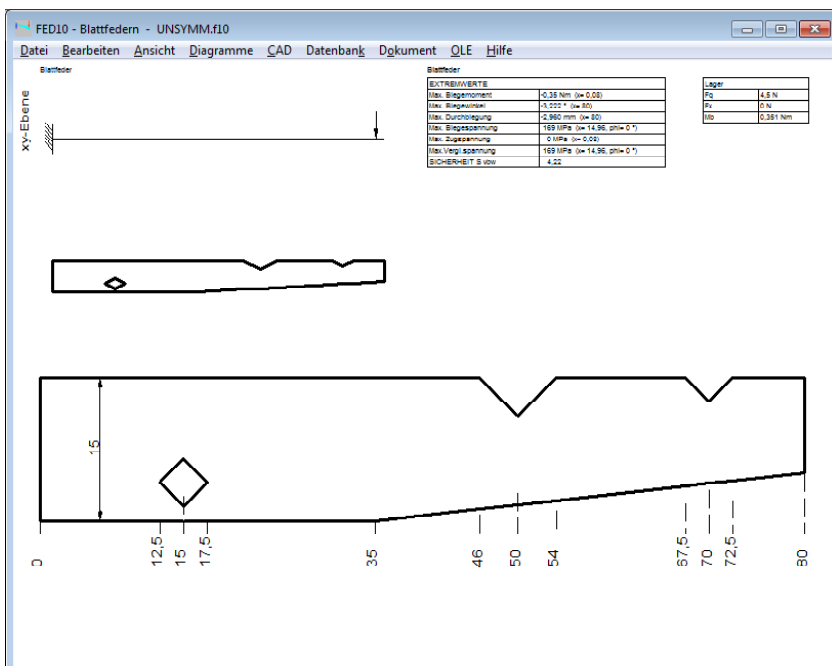 FED10 - Blattfedern - UNSYMM.f10
Datei Bearbeiten Ansicht Diagramme CAD Datenbank Dokument OLE Hilfe
Blattfeder
xy-Ebene
Blattfeder
EXTREMWERTE
Max. Biegemoment -0,35 Nm (x= 0,08)
Max. Biegewinkel -3,222 ° (x= 80)
Max. Durchbiegung -2,960 mm (x= 80)
Max. Biegespannung 169 MPa (x= 14,96, phi= 0 °)
Max. Zugspannung 0 MPa (x= 0,08)
Max.Vergl.spannung 169 MPa (x= 14,96, phi= 0 °)
SICHERHEIT S vbw 4,22
Lager
Fq 4,5 N
Fx 0 N
Mb 0,351 Nm
15
0 12,5 15 17,5 35 46 50 54 67,5 70 72,5 80